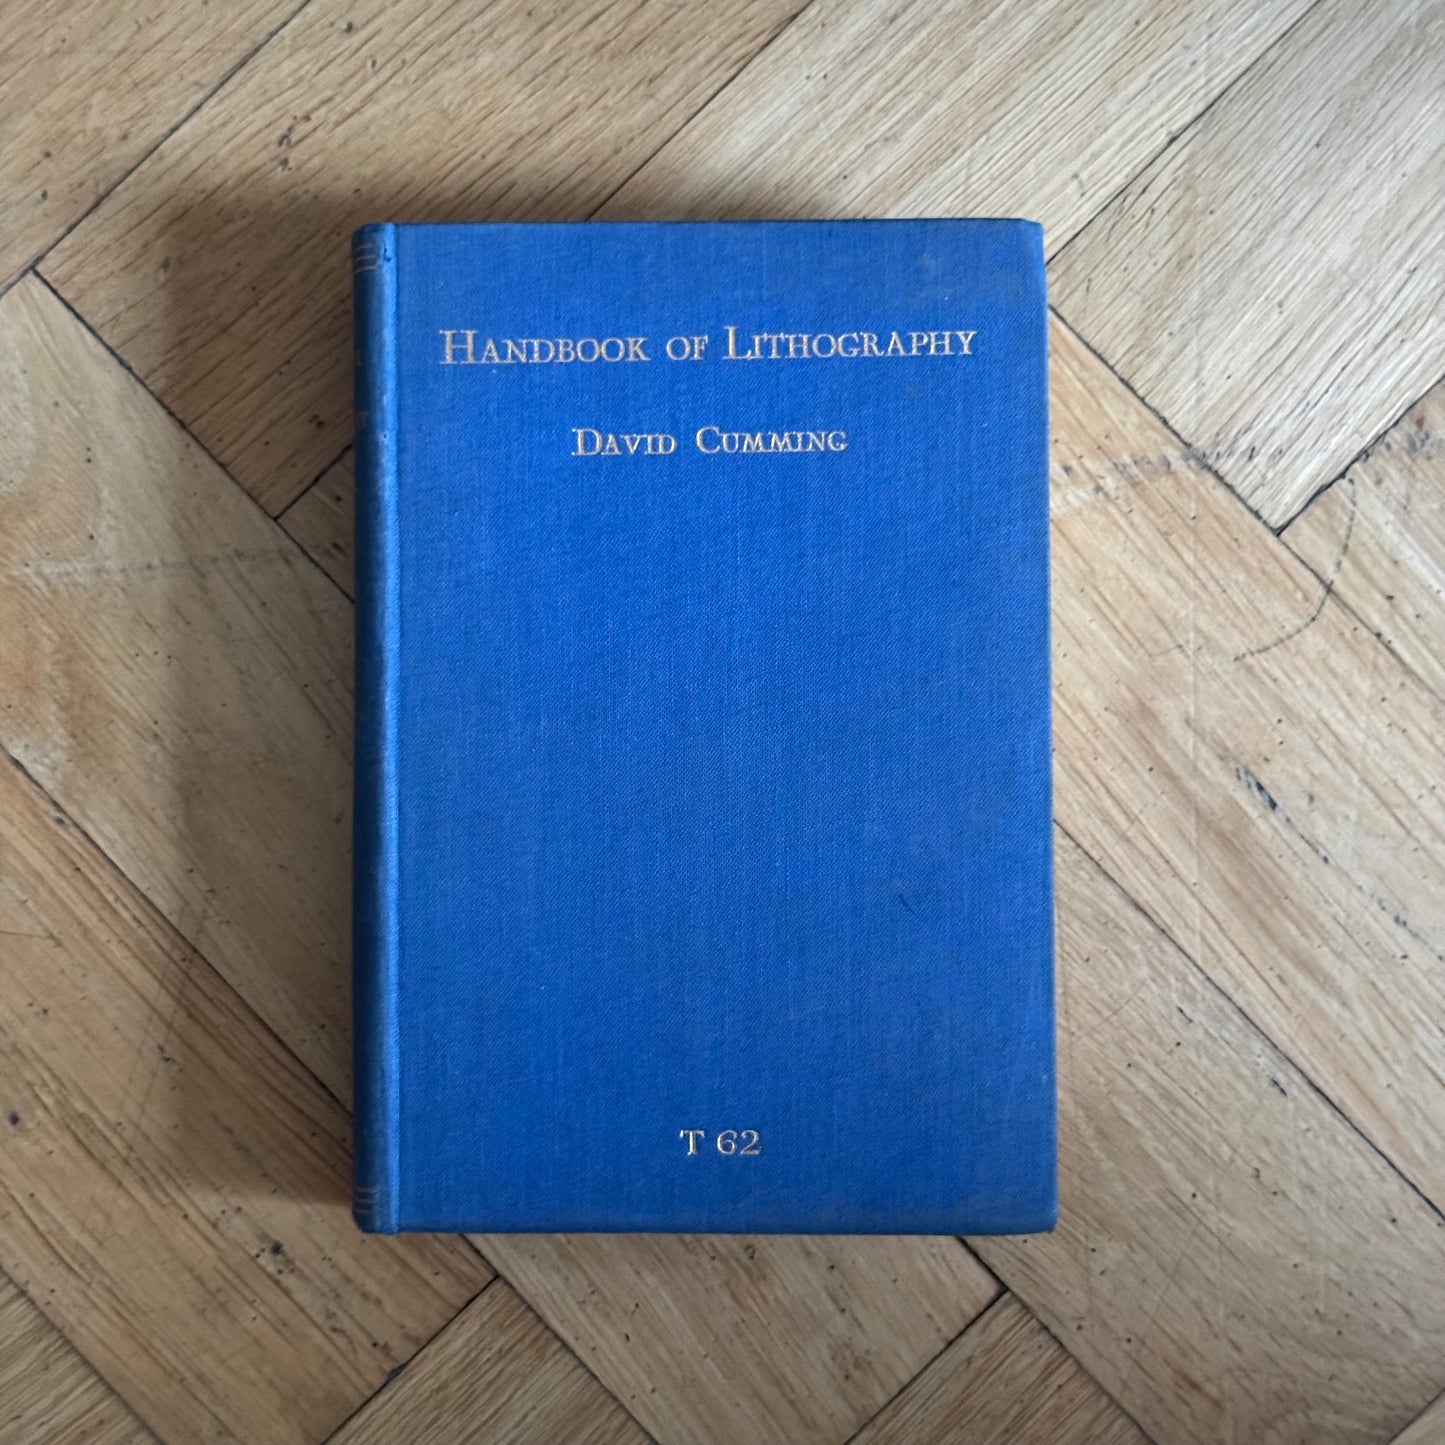 Handbook of Lithography
David Cumming
T 62